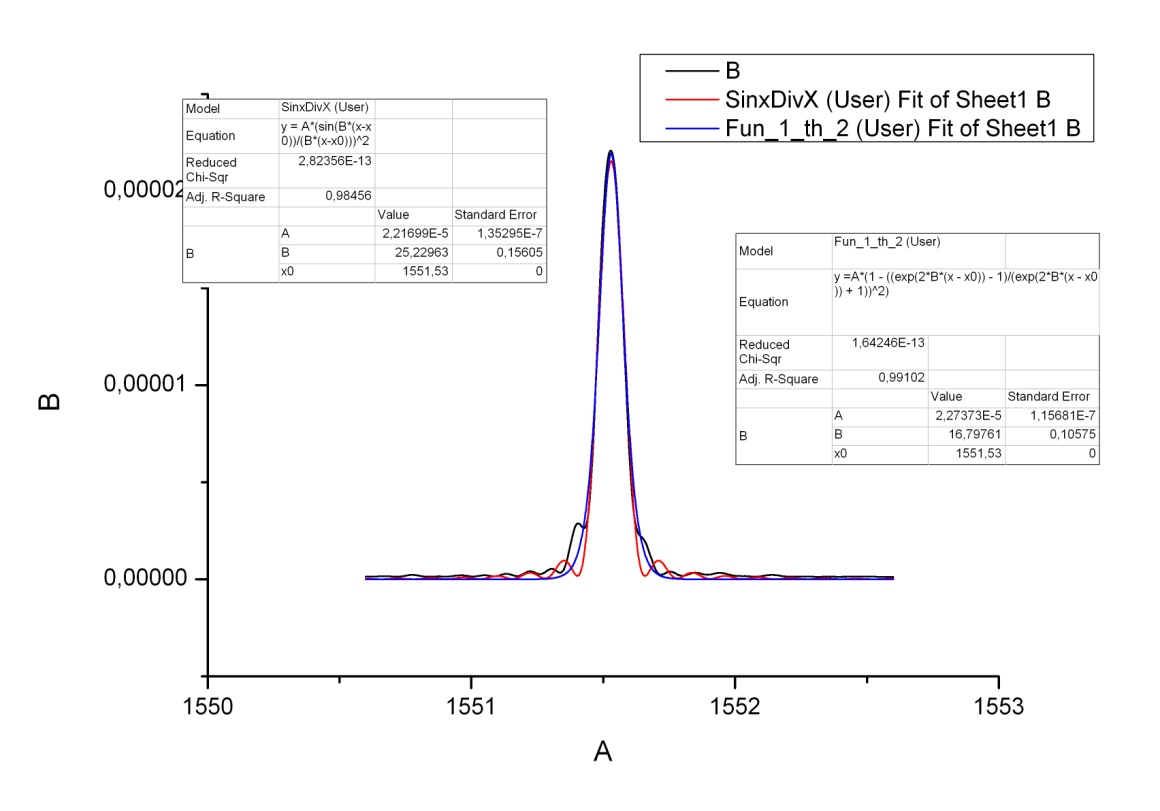 B
SinxDivX (User) Fit of Sheet1 B
Fun_1_th_2 (User) Fit of Sheet1 B
Model SinxDivX (User)
Equation y = A*(sin(B*(x-x
0))/(B*(x-x0)))^2
Reduced
Chi-Sqr 2,82356E-13
Adj. R-Square 0,98456
Value Standard Error
A 2,21699E-5 1,35295E-7
B B 25,22963 0,15605
x0 1551,53 0
Model Fun_1_th_2 (User)
Equation y =A*(1 - ((exp(2*B*(x - x0)) - 1)/(exp(2*B*(x - x0
)) + 1))^2)
Reduced
Chi-Sqr 1,64246E-13
Adj. R-Square 0,99102
Value Standard Error
A 2,27373E-5 1,15681E-7
B B 16,79761 0,10575
x0 1551,53 0
0,00002
0,00001
0,00000
B
1550 1551 1552 1553
A